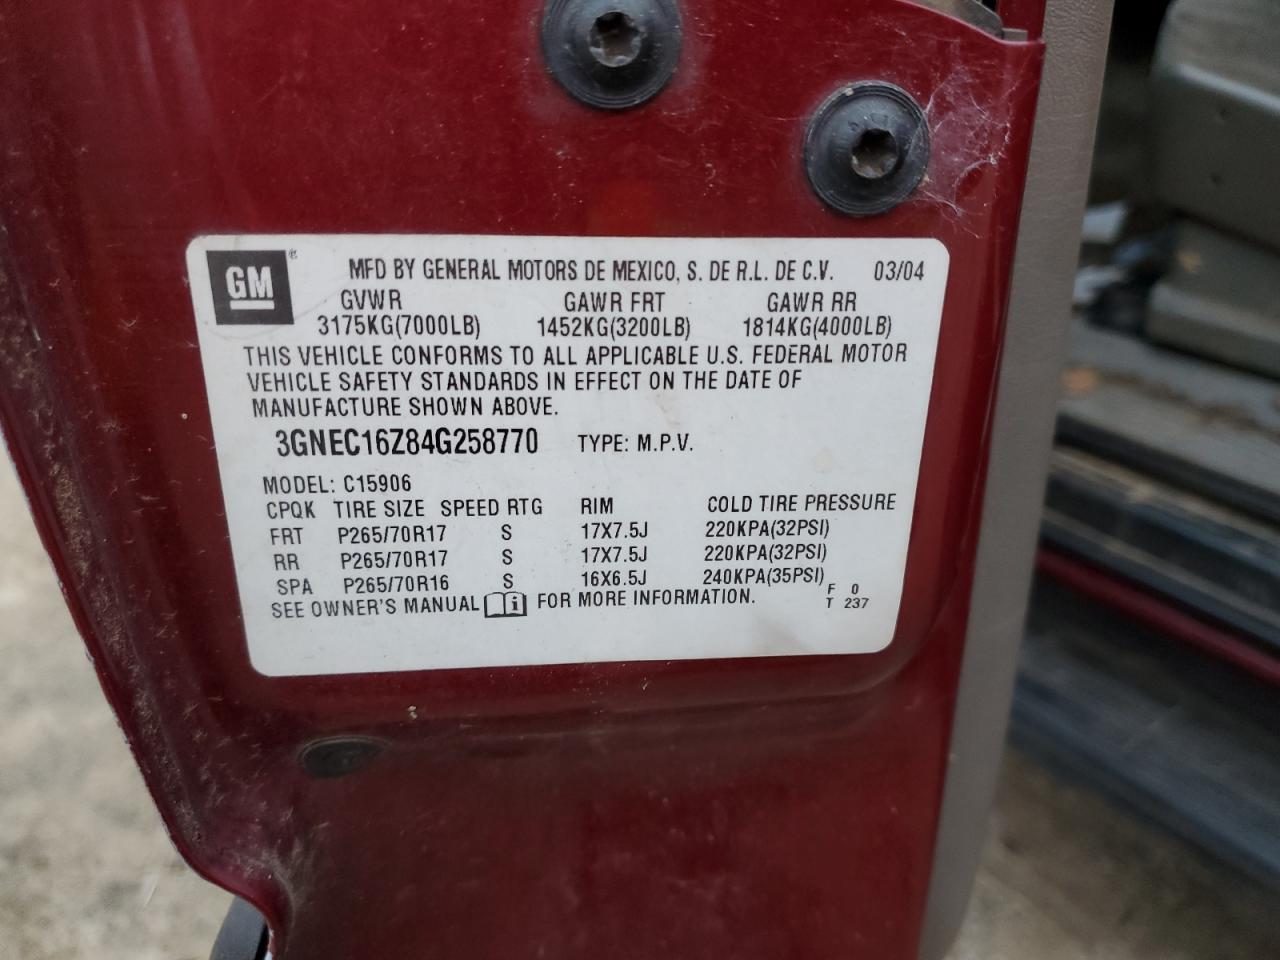 GM ® MFD BY GENERAL MOTORS DE MEXICO, S. DE R.L. DE C.V. 03/04
GVWR GAWR FRT GAWR RR
3175KG(7000LB) 1452KG(3200LB) 1814KG(4000LB)
THIS VEHICLE CONFORMS TO ALL APPLICABLE U.S. FEDERAL MOTOR
VEHICLE SAFETY STANDARDS IN EFFECT ON THE DATE OF
MANUFACTURE SHOWN ABOVE.
3GNEC16Z84G258770 TYPE: M.P.V.
MODEL: C15906
CPQK TIRE SIZE SPEED RTG RIM COLD TIRE PRESSURE
FRT P265/70R17 S 17X7.5J 220KPA(32PSI)
RR P265/70R17 S 17X7.5J 220KPA(32PSI)
SPA P265/70R16 S 16X6.5J 240KPA(35PSI) F 0
SEE OWNER'S MANUAL i FOR MORE INFORMATION. T 237